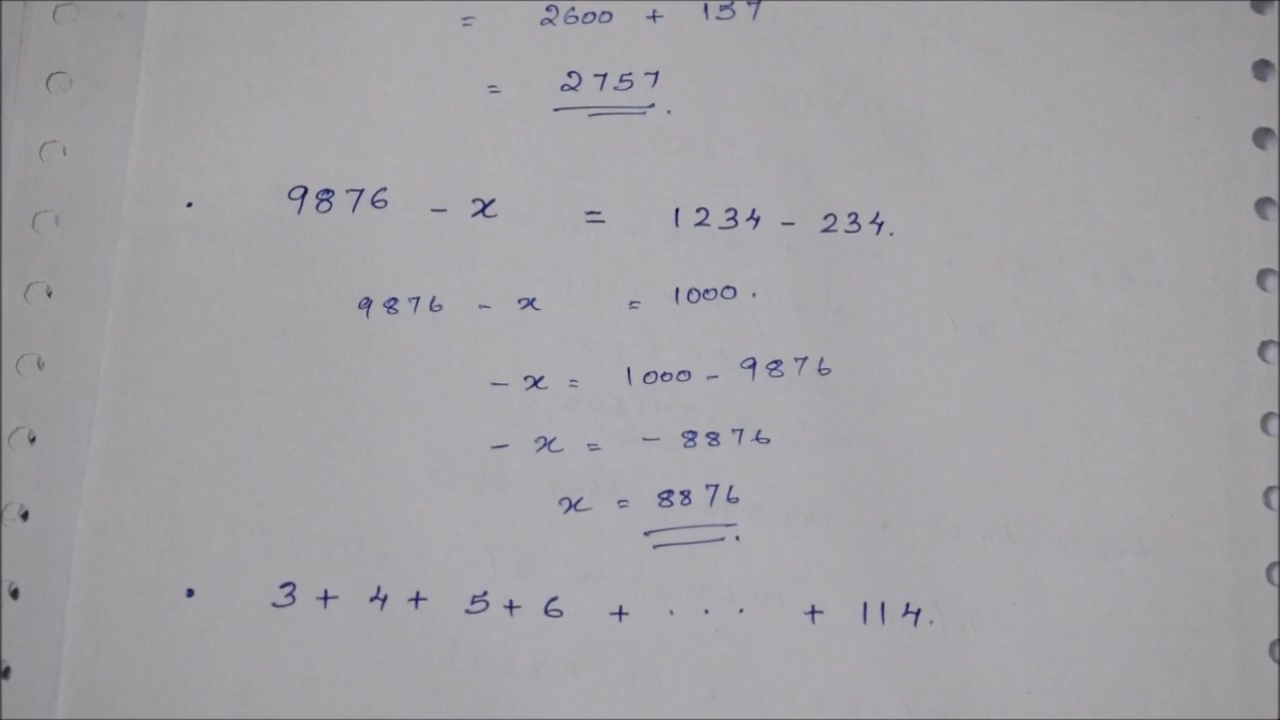 = 2600 + 157
= 2757.
. 9876 - x = 1234 - 234.
9876 - x = 1000.
- x = 1000 - 9876
- x = - 8876
x = 8876.
. 3 + 4 + 5 + 6 + ... + 114.